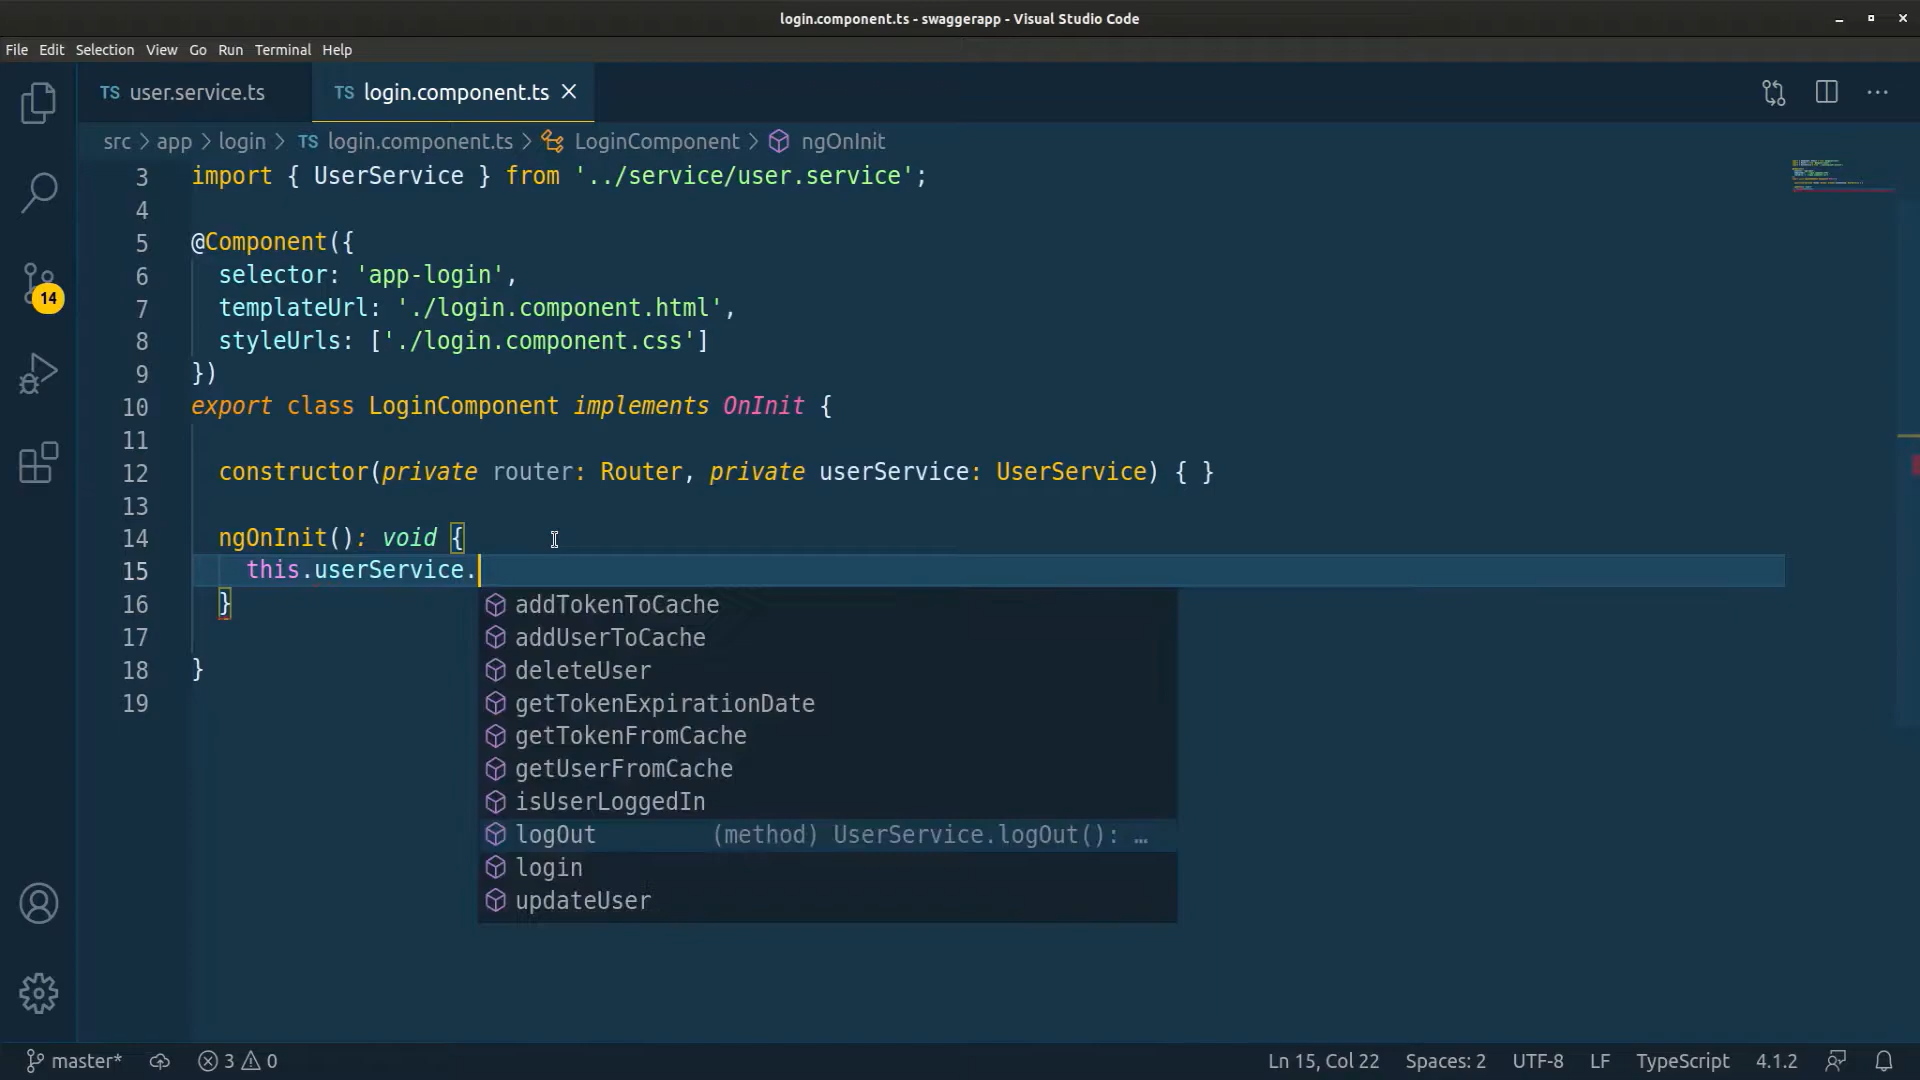 login.component.ts - swaggerapp - Visual Studio Code
File Edit Selection View Go Run Terminal Help
TS user.service.ts TS login.component.ts
src > app > login > TS login.component.ts > LoginComponent > ngOnInit
3 import { UserService } from '../service/user.service';
4
5 @Component({
6 selector: 'app-login',
7 templateUrl: './login.component.html',
8 styleUrls: ['./login.component.css']
9 })
10 export class LoginComponent implements OnInit {
11
12 constructor(private router: Router, private userService: UserService) { }
13
14 ngOnInit(): void {
15 this.userService.
16 }
17
18 }
19
addTokenToCache
addUserToCache
deleteUser
getTokenExpirationDate
getTokenFromCache
getUserFromCache
isUserLoggedIn
logOut (method) UserService.logOut(): …
login
updateUser
14
master* 3 0 Ln 15, Col 22 Spaces: 2 UTF-8 LF TypeScript 4.1.2